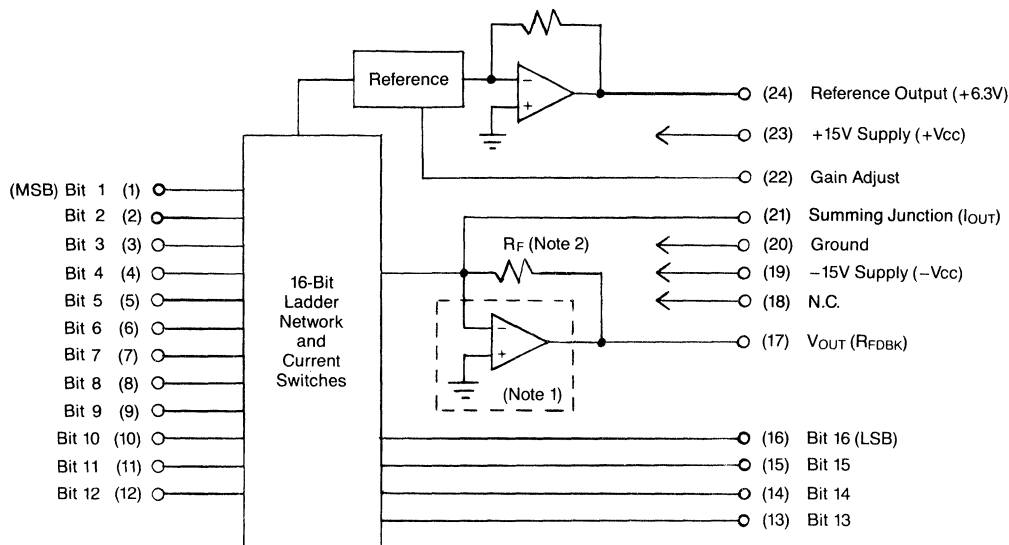 Reference
−
+
(24) Reference Output (+6.3V)
(23) +15V Supply (+Vcc)
(22) Gain Adjust
(21) Summing Junction (IOUT)
(20) Ground
(19) −15V Supply (−Vcc)
(18) N.C.
(17) VOUT (RFDBK)
(16) Bit 16 (LSB)
(15) Bit 15
(14) Bit 14
(13) Bit 13
(MSB) Bit 1 (1)
Bit 2 (2)
Bit 3 (3)
Bit 4 (4)
Bit 5 (5)
Bit 6 (6)
Bit 7 (7)
Bit 8 (8)
Bit 9 (9)
Bit 10 (10)
Bit 11 (11)
Bit 12 (12)
16-Bit
Ladder
Network
and
Current
Switches
RF (Note 2)
−
+
(Note 1)